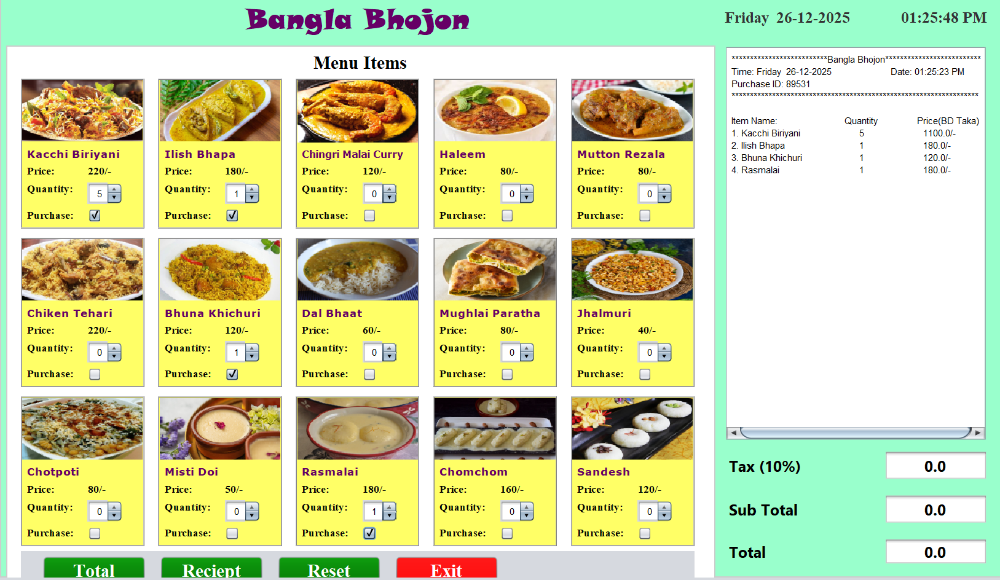 Bangla Bhojon
Friday 26-12-2025 01:25:48 PM
Menu Items
Kacchi Biriyani
Price: 220/-
Quantity: 5
Purchase:
Ilish Bhapa
Price: 180/-
Quantity: 1
Purchase:
Chingri Malai Curry
Price: 120/-
Quantity: 0
Purchase:
Haleem
Price: 80/-
Quantity: 0
Purchase:
Mutton Rezala
Price: 80/-
Quantity: 0
Purchase:
Chiken Tehari
Price: 220/-
Quantity: 0
Purchase:
Bhuna Khichuri
Price: 120/-
Quantity: 1
Purchase:
Dal Bhaat
Price: 60/-
Quantity: 0
Purchase:
Mughlai Paratha
Price: 80/-
Quantity: 0
Purchase:
Jhalmuri
Price: 40/-
Quantity: 0
Purchase:
Chotpoti
Price: 80/-
Quantity: 0
Purchase:
Misti Doi
Price: 50/-
Quantity: 0
Purchase:
Rasmalai
Price: 180/-
Quantity: 1
Purchase:
Chomchom
Price: 160/-
Quantity: 0
Purchase:
Sandesh
Price: 120/-
Quantity: 0
Purchase:
Total Reciept Reset Exit
**************************Bangla Bhojon**************************
Time: Friday 26-12-2025 Date: 01:25:23 PM
Purchase ID: 89531
*******************************************************************
Item Name: Quantity Price(BD Taka)
1. Kacchi Biriyani 5 1100.0/-
2. Ilish Bhapa 1 180.0/-
3. Bhuna Khichuri 1 120.0/-
4. Rasmalai 1 180.0/-
Tax (10%) 0.0
Sub Total 0.0
Total 0.0